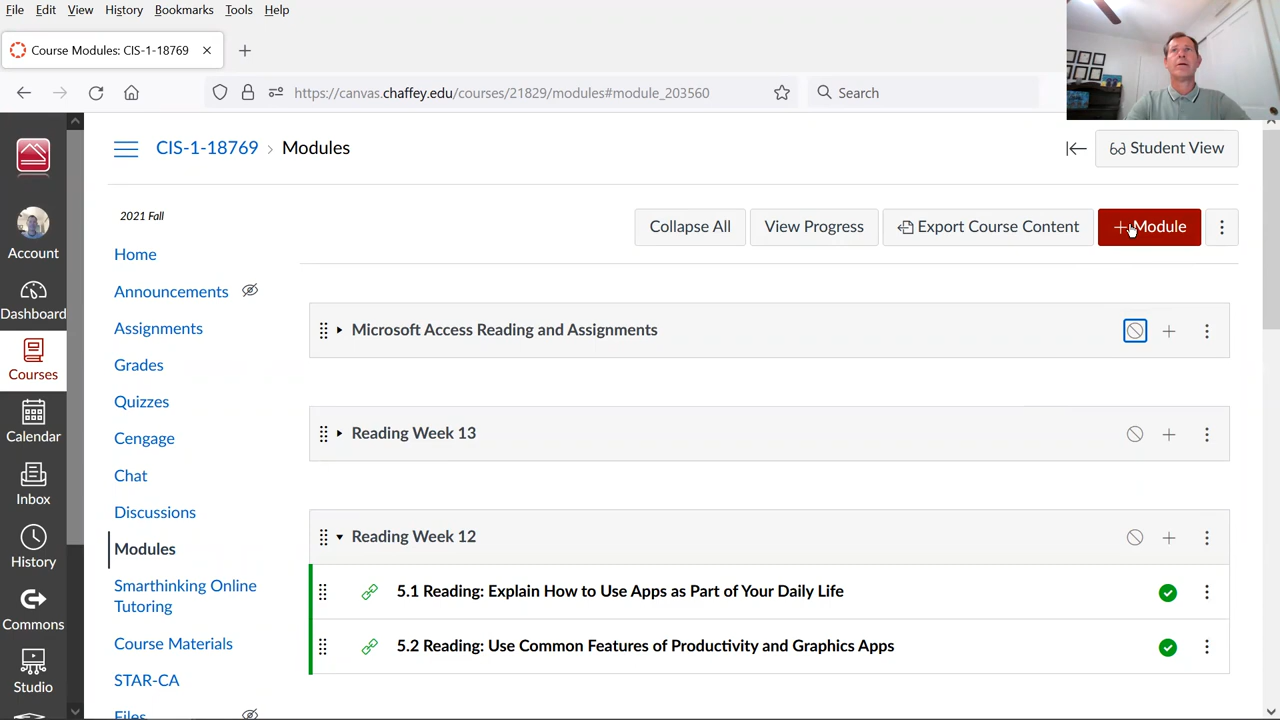 File Edit View History Bookmarks Tools Help
Course Modules: CIS-1-18769
https://canvas.chaffey.edu/courses/21829/modules#module_203560
Search
CIS-1-18769 > Modules
Student View
2021 Fall
Collapse All
View Progress
Export Course Content
+ Module
Account
Dashboard
Courses
Calendar
Inbox
History
Commons
Studio
Home
Announcements
Assignments
Grades
Quizzes
Cengage
Chat
Discussions
Modules
Smarthinking Online
Tutoring
Course Materials
STAR-CA
Files
Microsoft Access Reading and Assignments
Reading Week 13
Reading Week 12
5.1 Reading: Explain How to Use Apps as Part of Your Daily Life
5.2 Reading: Use Common Features of Productivity and Graphics Apps